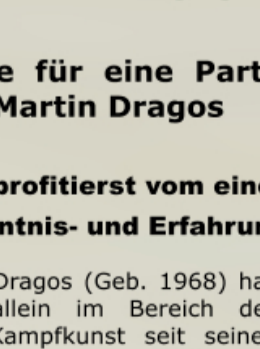 e für eine Part
Martin Dragos
profitierst vom ein
ntnis- und Erfahrun
Dragos (Geb. 1968) ha
allein im Bereich de
Kampfkunst seit seine